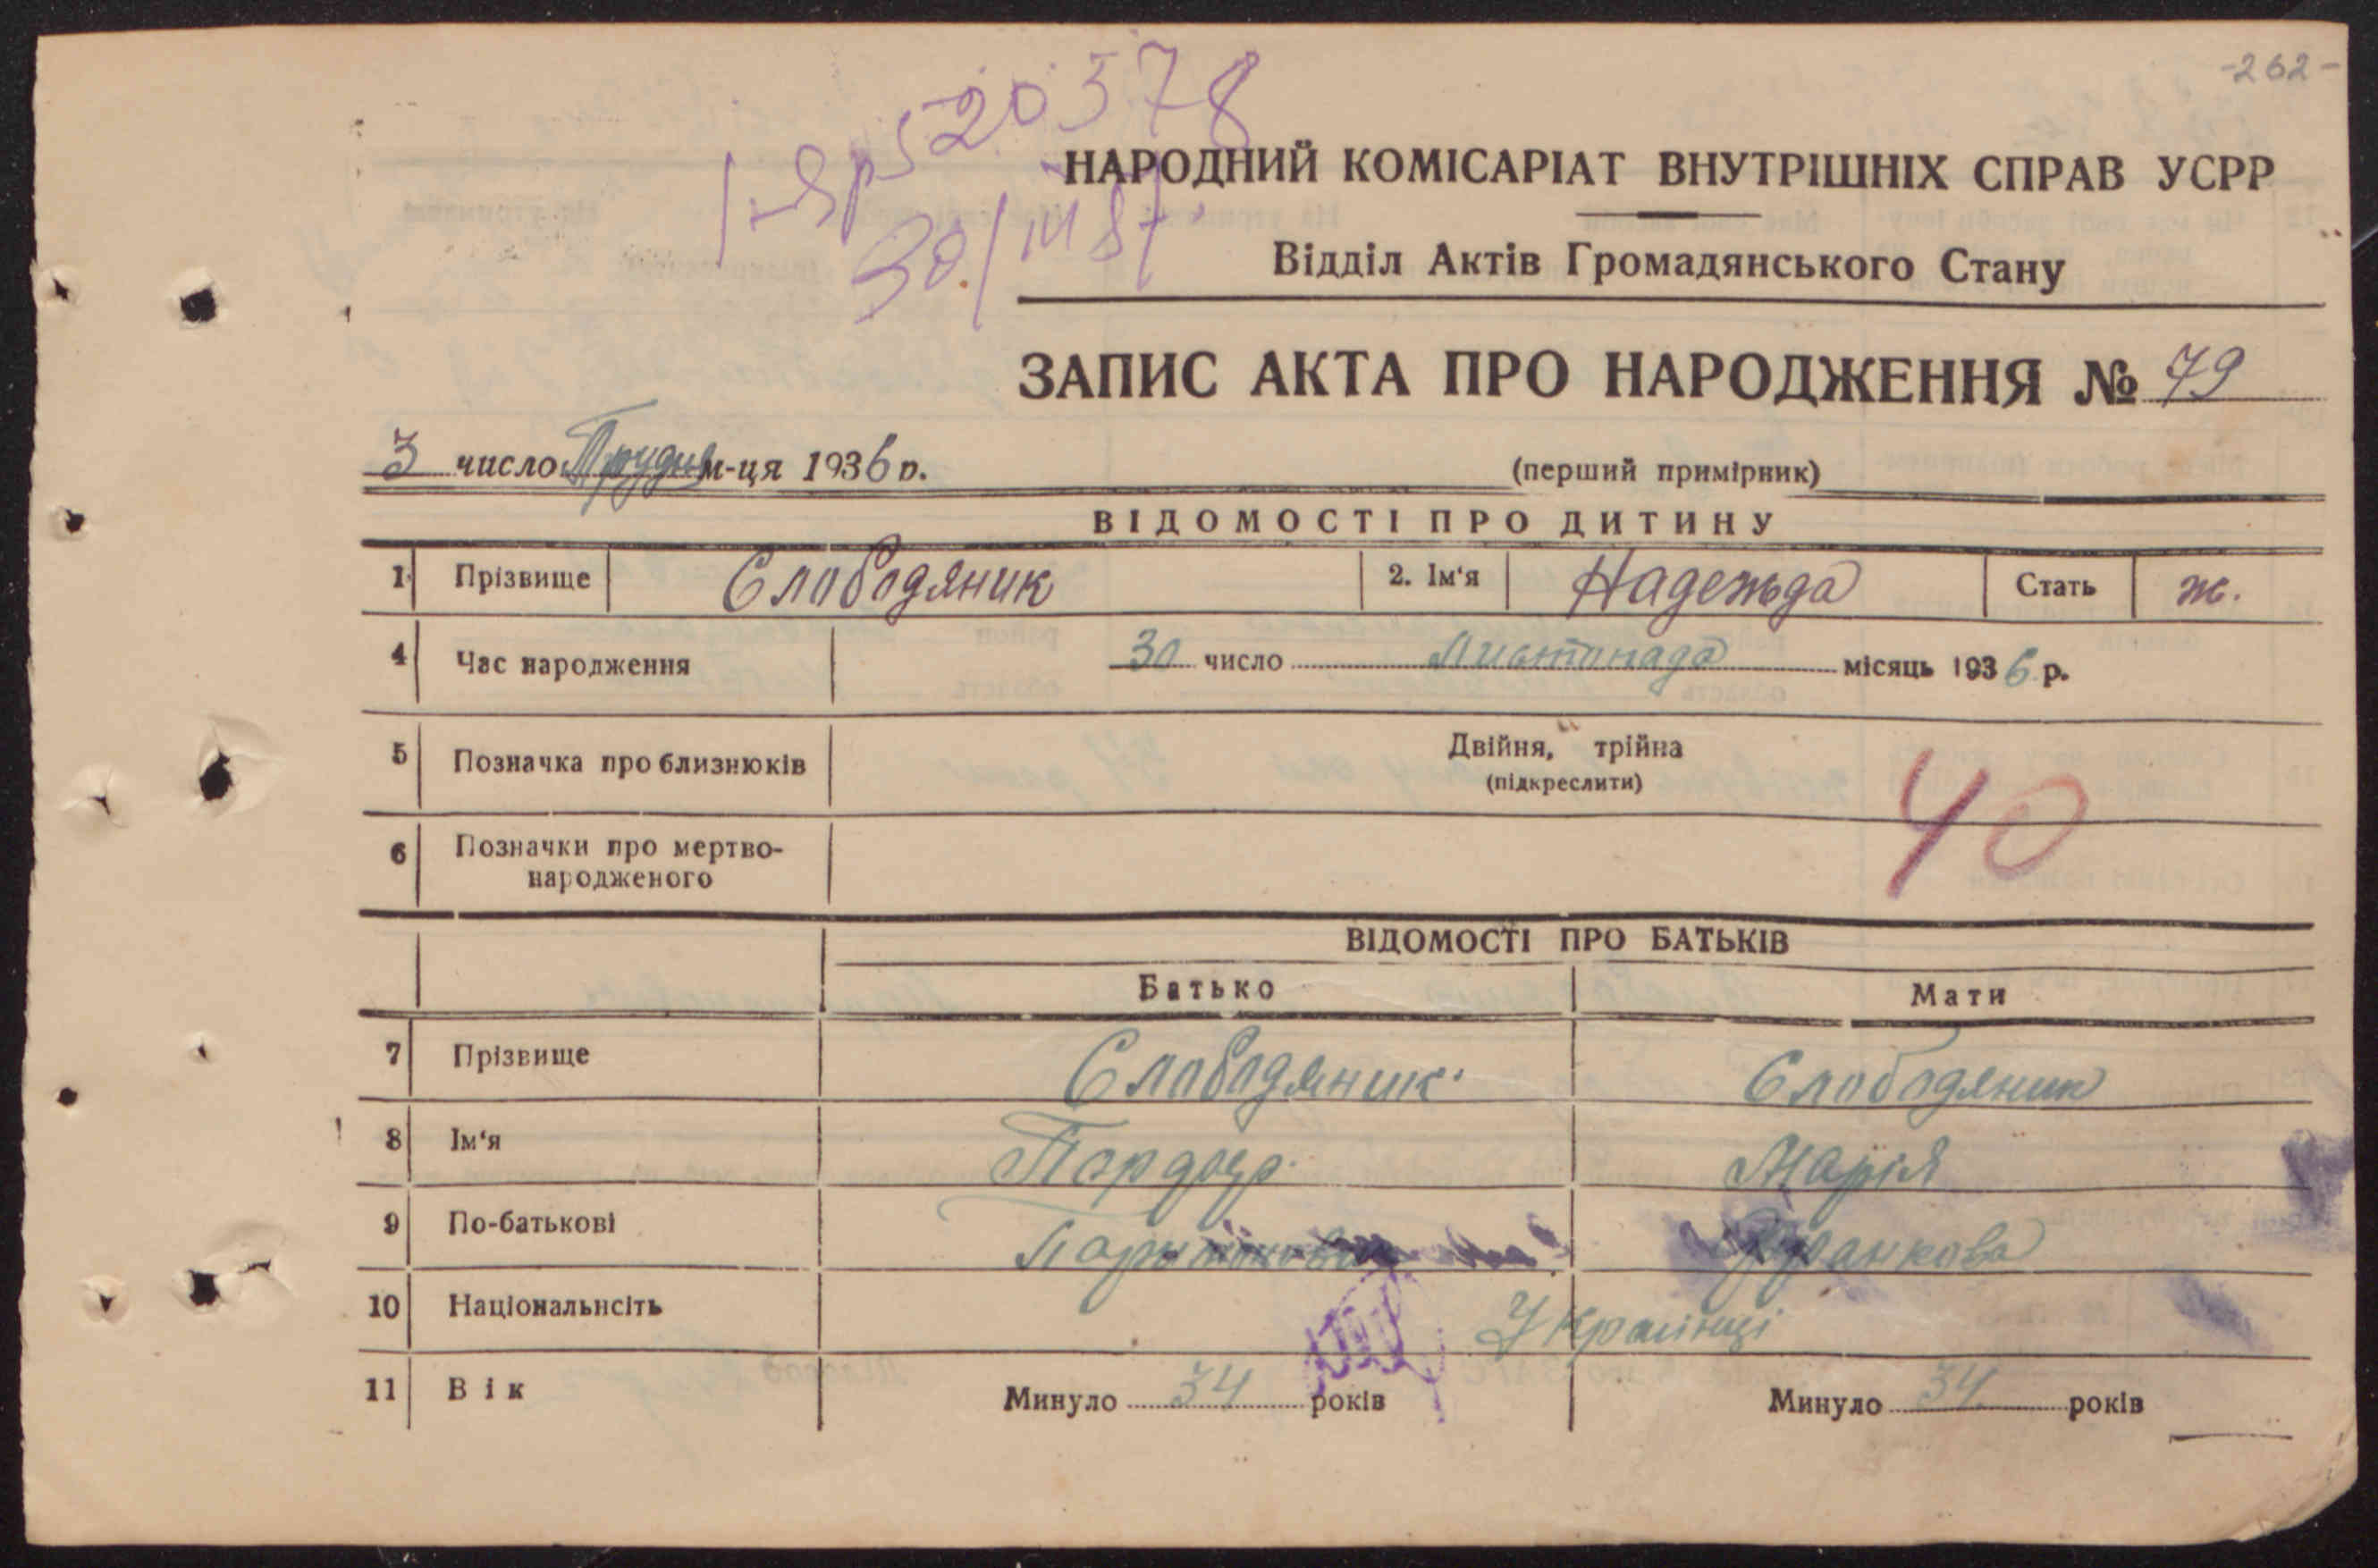 -262-
20378
30/III 87.
НАРОДНИЙ КОМІСАРІАТ ВНУТРІШНІХ СПРАВ УСРР
Відділ Актів Громадянського Стану
ЗАПИС АКТА ПРО НАРОДЖЕННЯ № 79
3 число Грудня м-ця 1936 р.
(перший примірник)
ВІДОМОСТІ ПРО ДИТИНУ
1 Прізвище Слободяник 2. Ім'я Надежда Стать ж.
4 Час народження 30 число Листопада місяць 1936 р.
5 Позначка про близнюків Двійня, трійна
(підкреслити)
40
6 Позначки про мертво-
народженого
ВІДОМОСТІ ПРО БАТЬКІВ
Батько Мати
7 Прізвище Слободяник Слободяник
8 Ім'я Марія
9 По-батькові
10 Національнсіть Українці
11 Вік Минуло 34 років Минуло 34 років